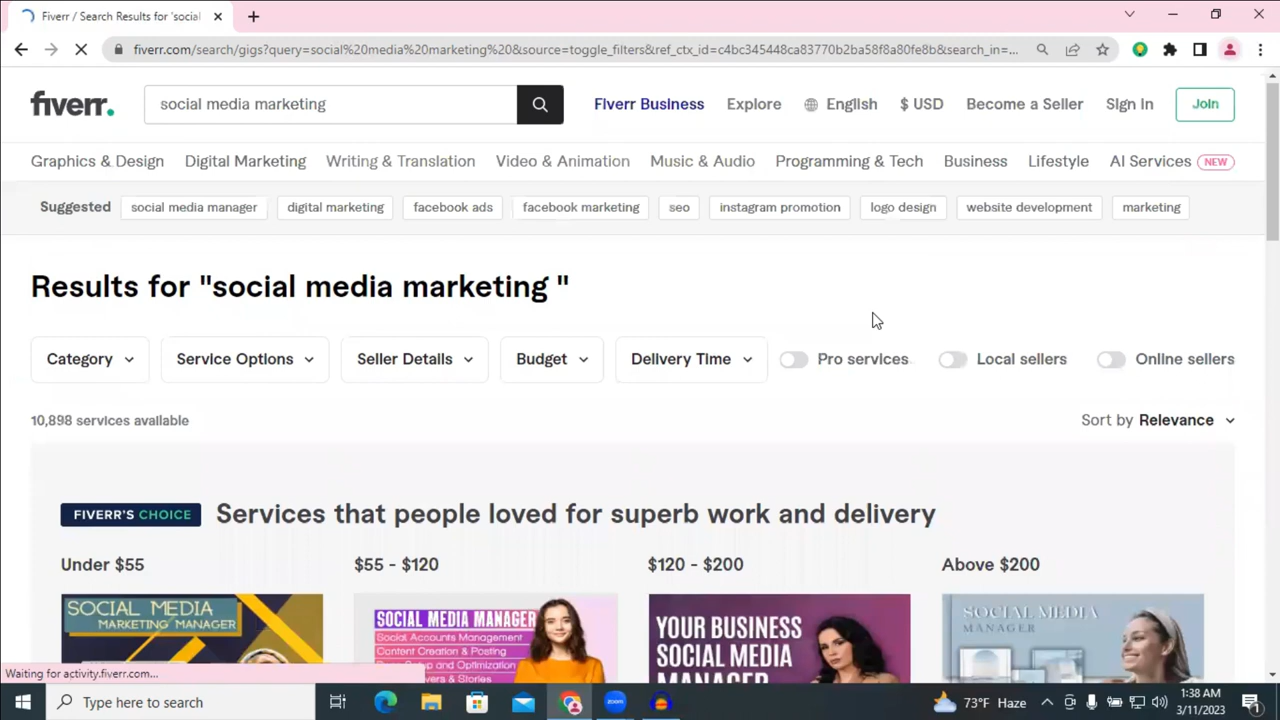 Fiverr / Search Results for 'social
fiverr.com/search/gigs?query=social%20media%20marketing%20&source=toggle_filters&ref_ctx_id=c4bc345448ca83770b2ba58f8a80fe8b&search_in=...
fiverr.
social media marketing
Fiverr Business
Explore
English
$ USD
Become a Seller
Sign In
Join
Graphics & Design
Digital Marketing
Writing & Translation
Video & Animation
Music & Audio
Programming & Tech
Business
Lifestyle
AI Services NEW
Suggested
social media manager
digital marketing
facebook ads
facebook marketing
seo
instagram promotion
logo design
website development
marketing
Results for "social media marketing "
Category
Service Options
Seller Details
Budget
Delivery Time
Pro services
Local sellers
Online sellers
10,898 services available
Sort by Relevance
FIVERR'S CHOICE
Services that people loved for superb work and delivery
Under $55
$55 - $120
$120 - $200
Above $200
SOCIAL MEDIA
MARKETING MANAGER
SOCIAL MEDIA MANAGER
Social Accounts Management
Content Creation & Posting
YOUR BUSINESS
SOCIAL MEDIA
MANAGER
SOCIAL MEDIA
MANAGER
Waiting for activity.fiverr.com...
Type here to search
zoom
73°F Haze
1:38 AM
3/11/2023
1